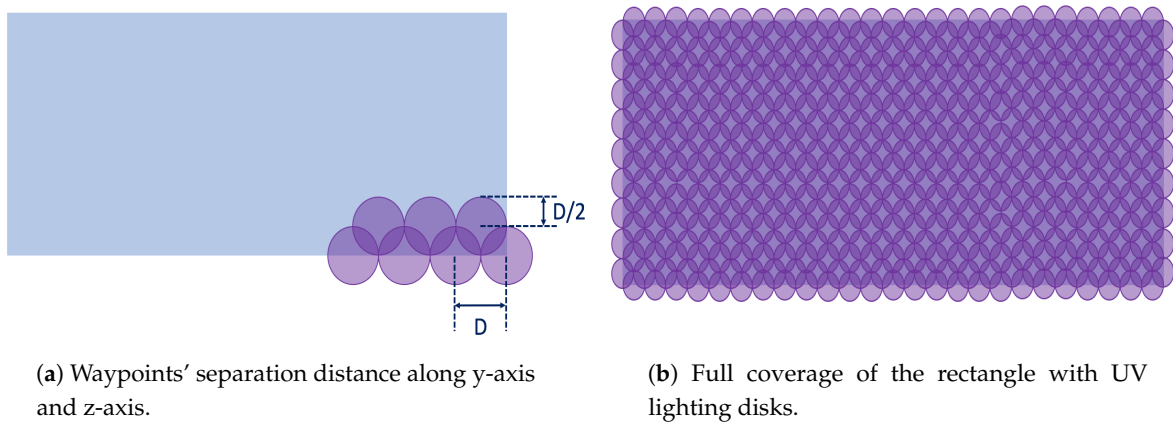 D/2
D
(a) Waypoints' separation distance along y-axis
and z-axis.
(b) Full coverage of the rectangle with UV
lighting disks.